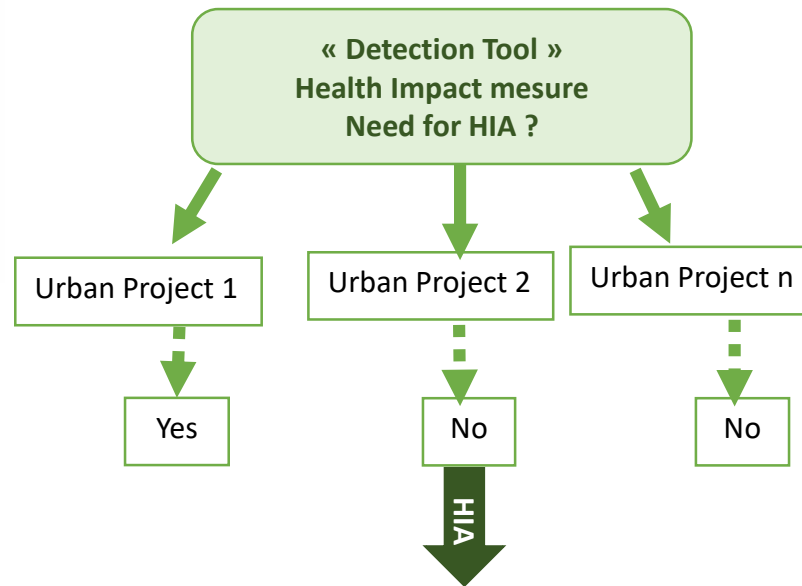 « Detection Tool »
Health Impact mesure
Need for HIA ?
Urban Project 1
Urban Project 2
Urban Project n
Yes
No
No
HIA